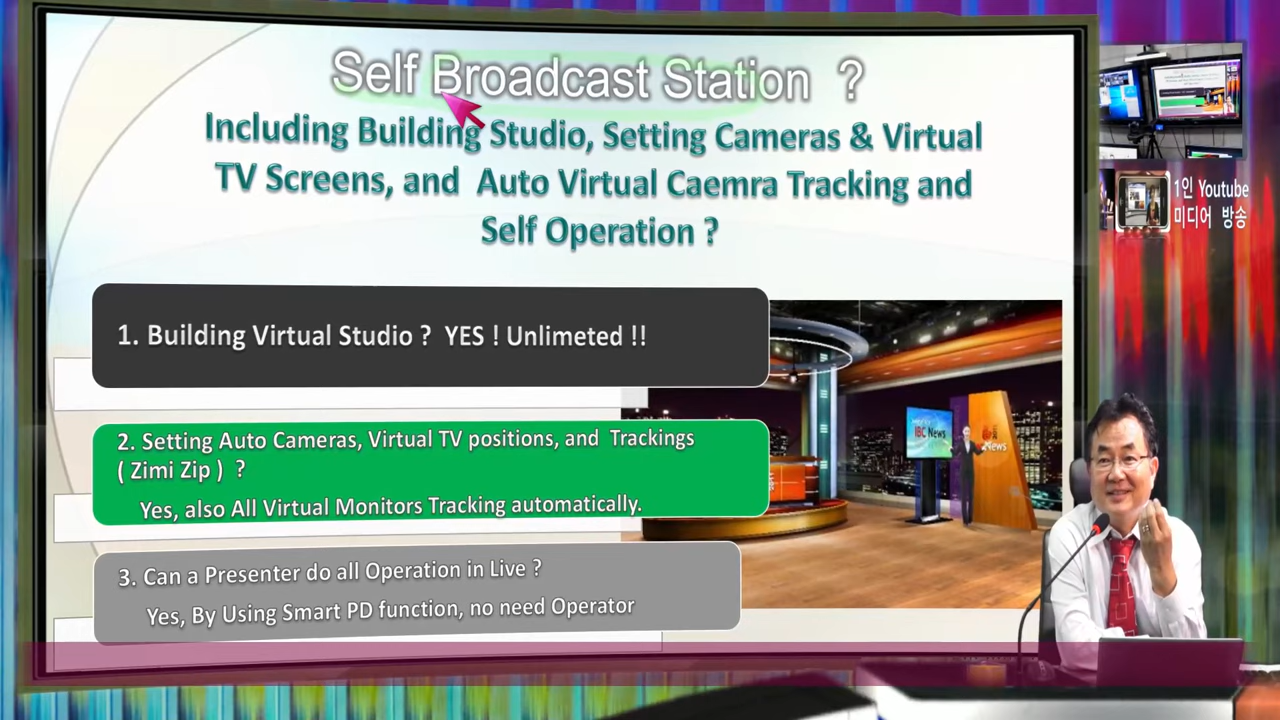 Self Broadcast Station ?
Including Building Studio, Setting Cameras & Virtual
TV Screens, and Auto Virtual Caemra Tracking and
Self Operation ?
1. Building Virtual Studio ? YES ! Unlimeted !!
2. Setting Auto Cameras, Virtual TV positions, and Trackings
( Zimi Zip ) ?
Yes, also All Virtual Monitors Tracking automatically.
3. Can a Presenter do all Operation in Live ?
Yes, By Using Smart PD function, no need Operator
IBC News
News
1인 Youtube
미디어 방송